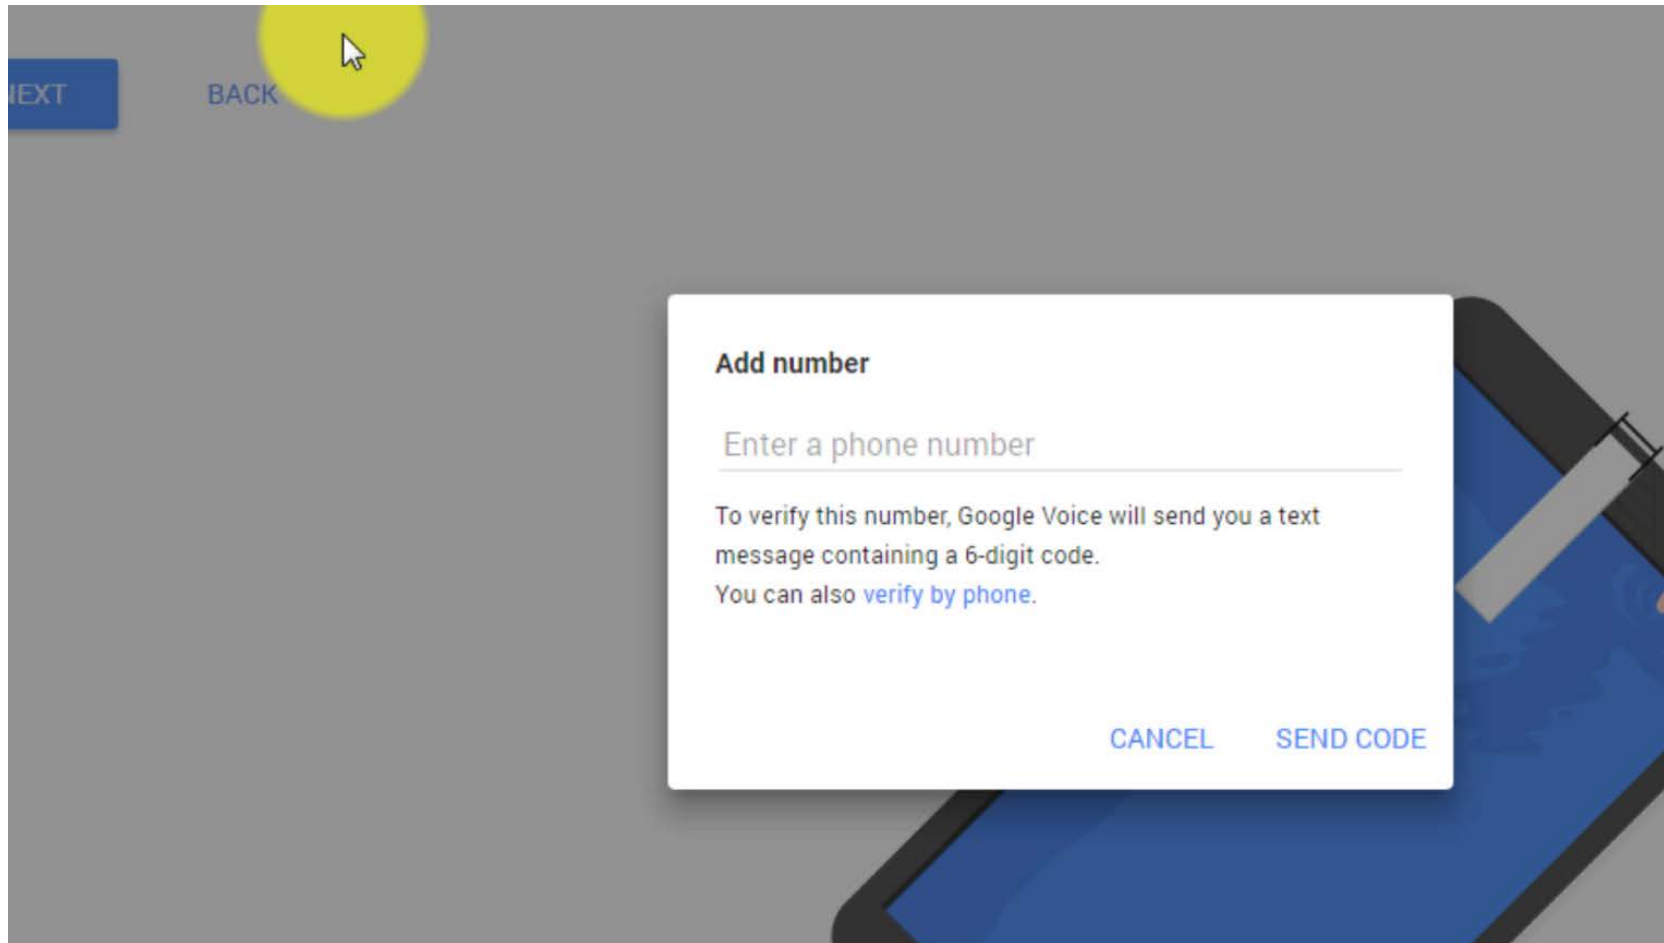 NEXT
BACK
Add number
Enter a phone number
To verify this number, Google Voice will send you a text
message containing a 6-digit code.
You can also verify by phone.
CANCEL
SEND CODE